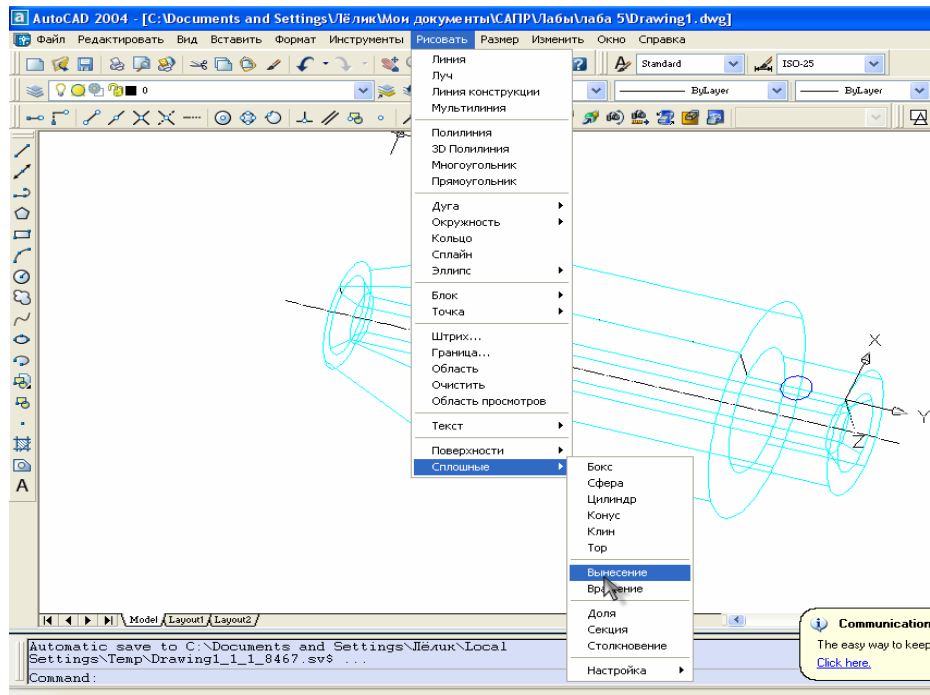 AutoCAD 2004 - [C:\Documents and Settings\Лёлик\Мои документы\САПР\Лабы\лаба 5\Drawing1.dwg]
Файл Редактировать Вид Вставить Формат Инструменты Рисовать Размер Изменить Окно Справка
Standard
ISO-25
0
ByLayer
ByLayer
Линия
Луч
Линия конструкции
Мультилиния
Полилиния
3D Полилиния
Многоугольник
Прямоугольник
Дуга
Окружность
Кольцо
Сплайн
Эллипс
Блок
Точка
Штрих...
Граница...
Область
Очистить
Область просмотров
Текст
Поверхности
Сплошные
Бокс
Сфера
Цилиндр
Конус
Клин
Тор
Вынесение
Доля
Секция
Столкновение
Настройка
X
Y
Z
A
Model Layout1 Layout2
Automatic save to C:\Documents and Settings\Лёлик\Local
Settings\Temp\Drawing1_1_1_8467.sv$ ...
Command:
Communication
The easy way to keep
Click here.